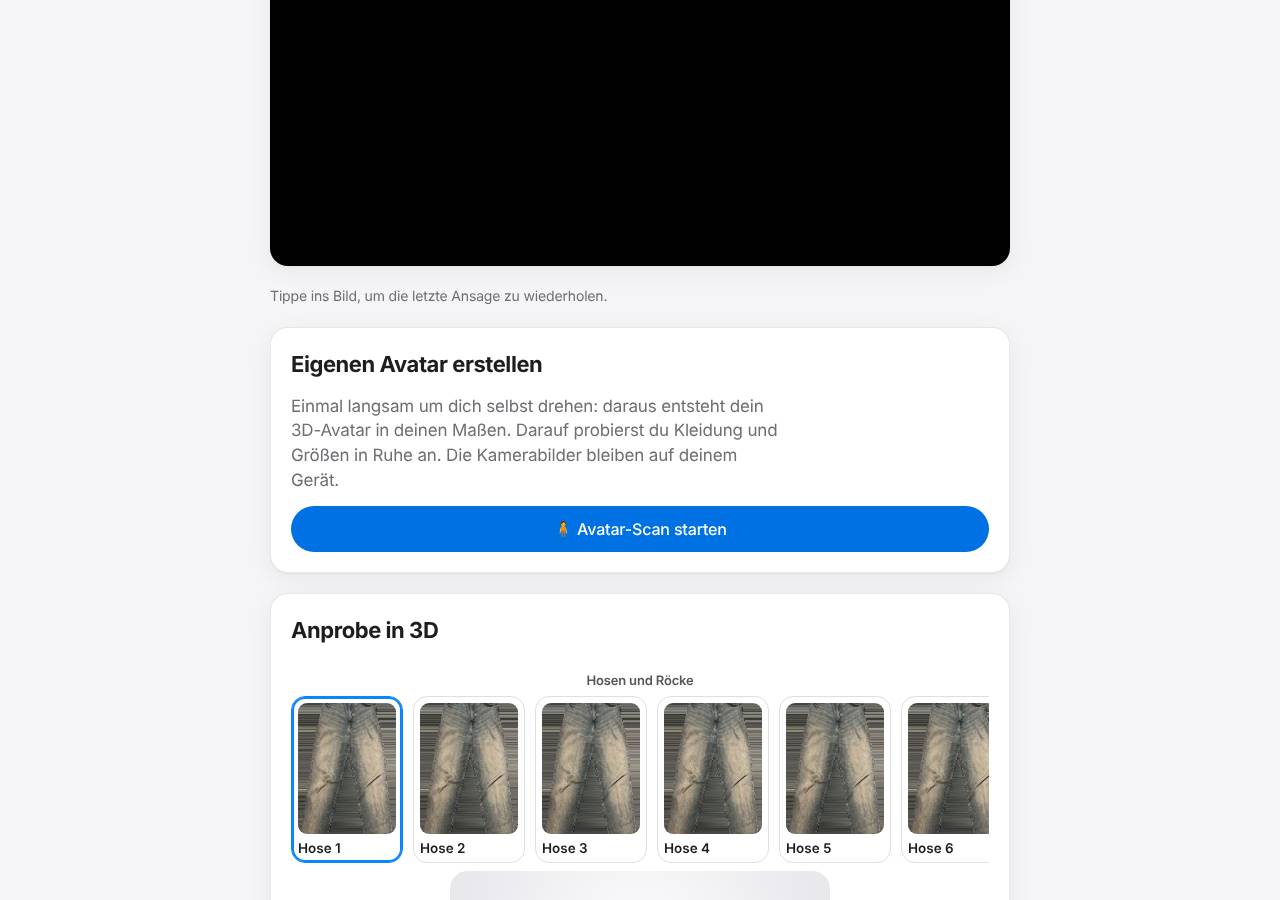 Tippe ins Bild, um die letzte Ansage zu wiederholen.
Eigenen Avatar erstellen
Einmal langsam um dich selbst drehen: daraus entsteht dein
3D-Avatar in deinen Maßen. Darauf probierst du Kleidung und
Größen in Ruhe an. Die Kamerabilder bleiben auf deinem
Gerät.
🧍 Avatar-Scan starten
Anprobe in 3D
Hosen und Röcke
Hose 1
Hose 2
Hose 3
Hose 4
Hose 5
Hose 6